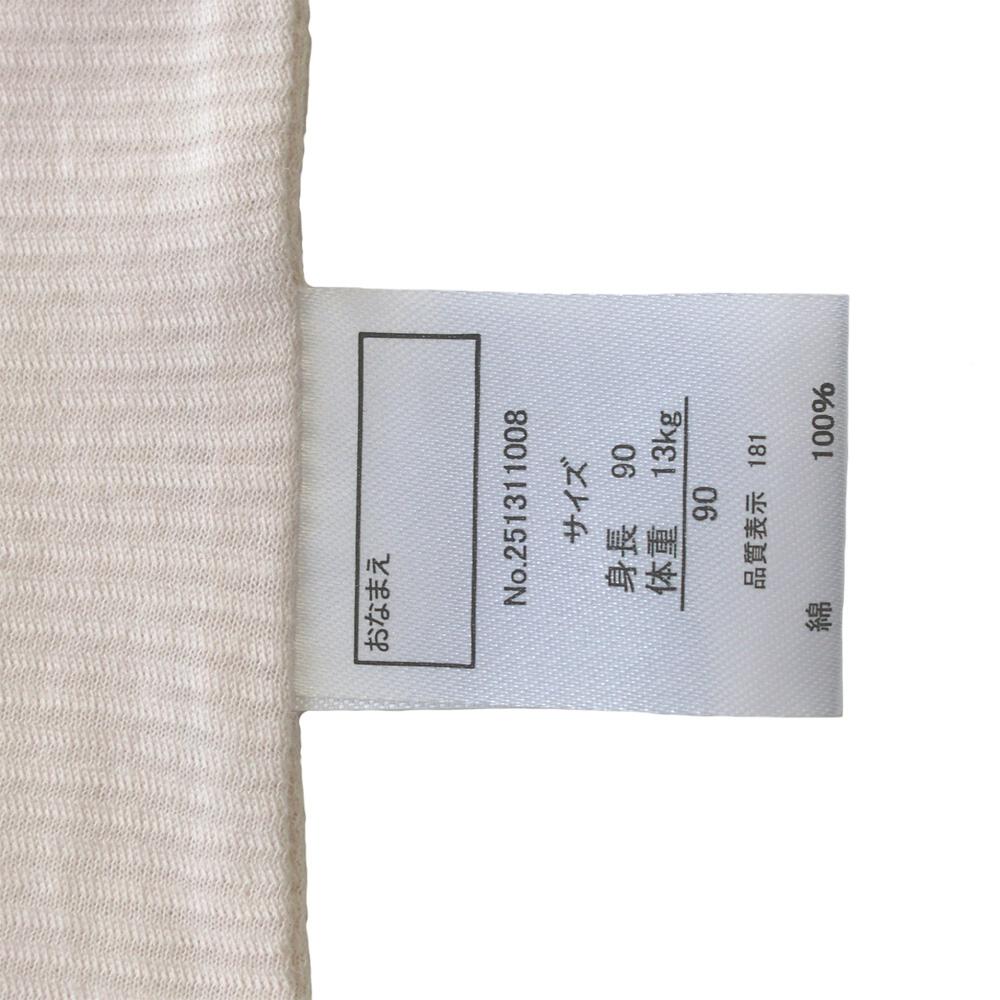 おなまえ
No.251311008
サイズ
身長 90
体重 13kg
90
品質表示 181
綿 100%